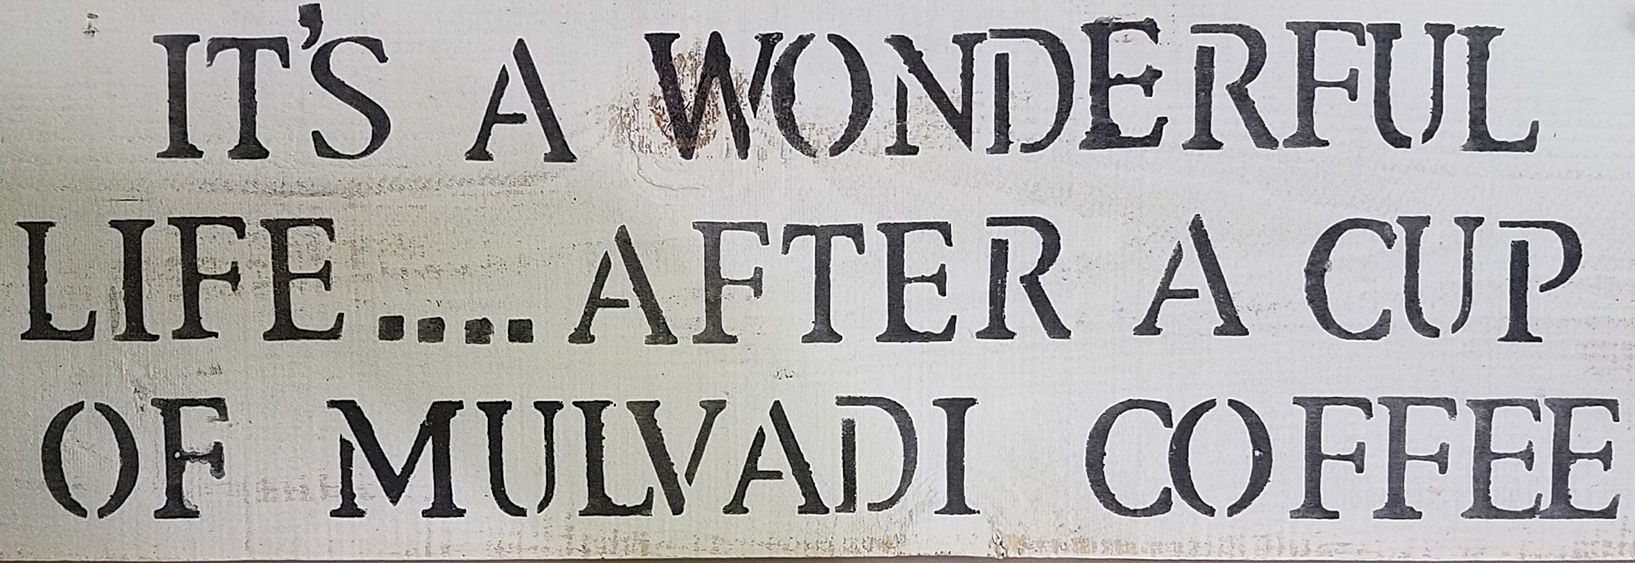 IT'S A WONDERFUL
LIFE.... AFTER A CUP
OF MULVADI COFFEE